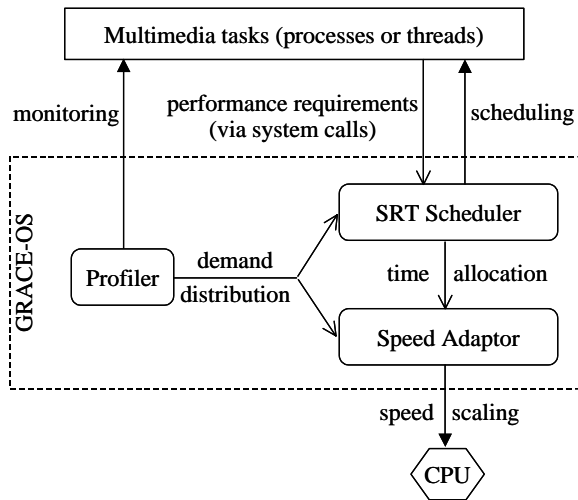 Multimedia tasks (processes or threads)
monitoring
performance requirements
(via system calls)
scheduling
GRACE-OS
SRT Scheduler
Profiler
demand
distribution
time allocation
Speed Adaptor
speed scaling
CPU